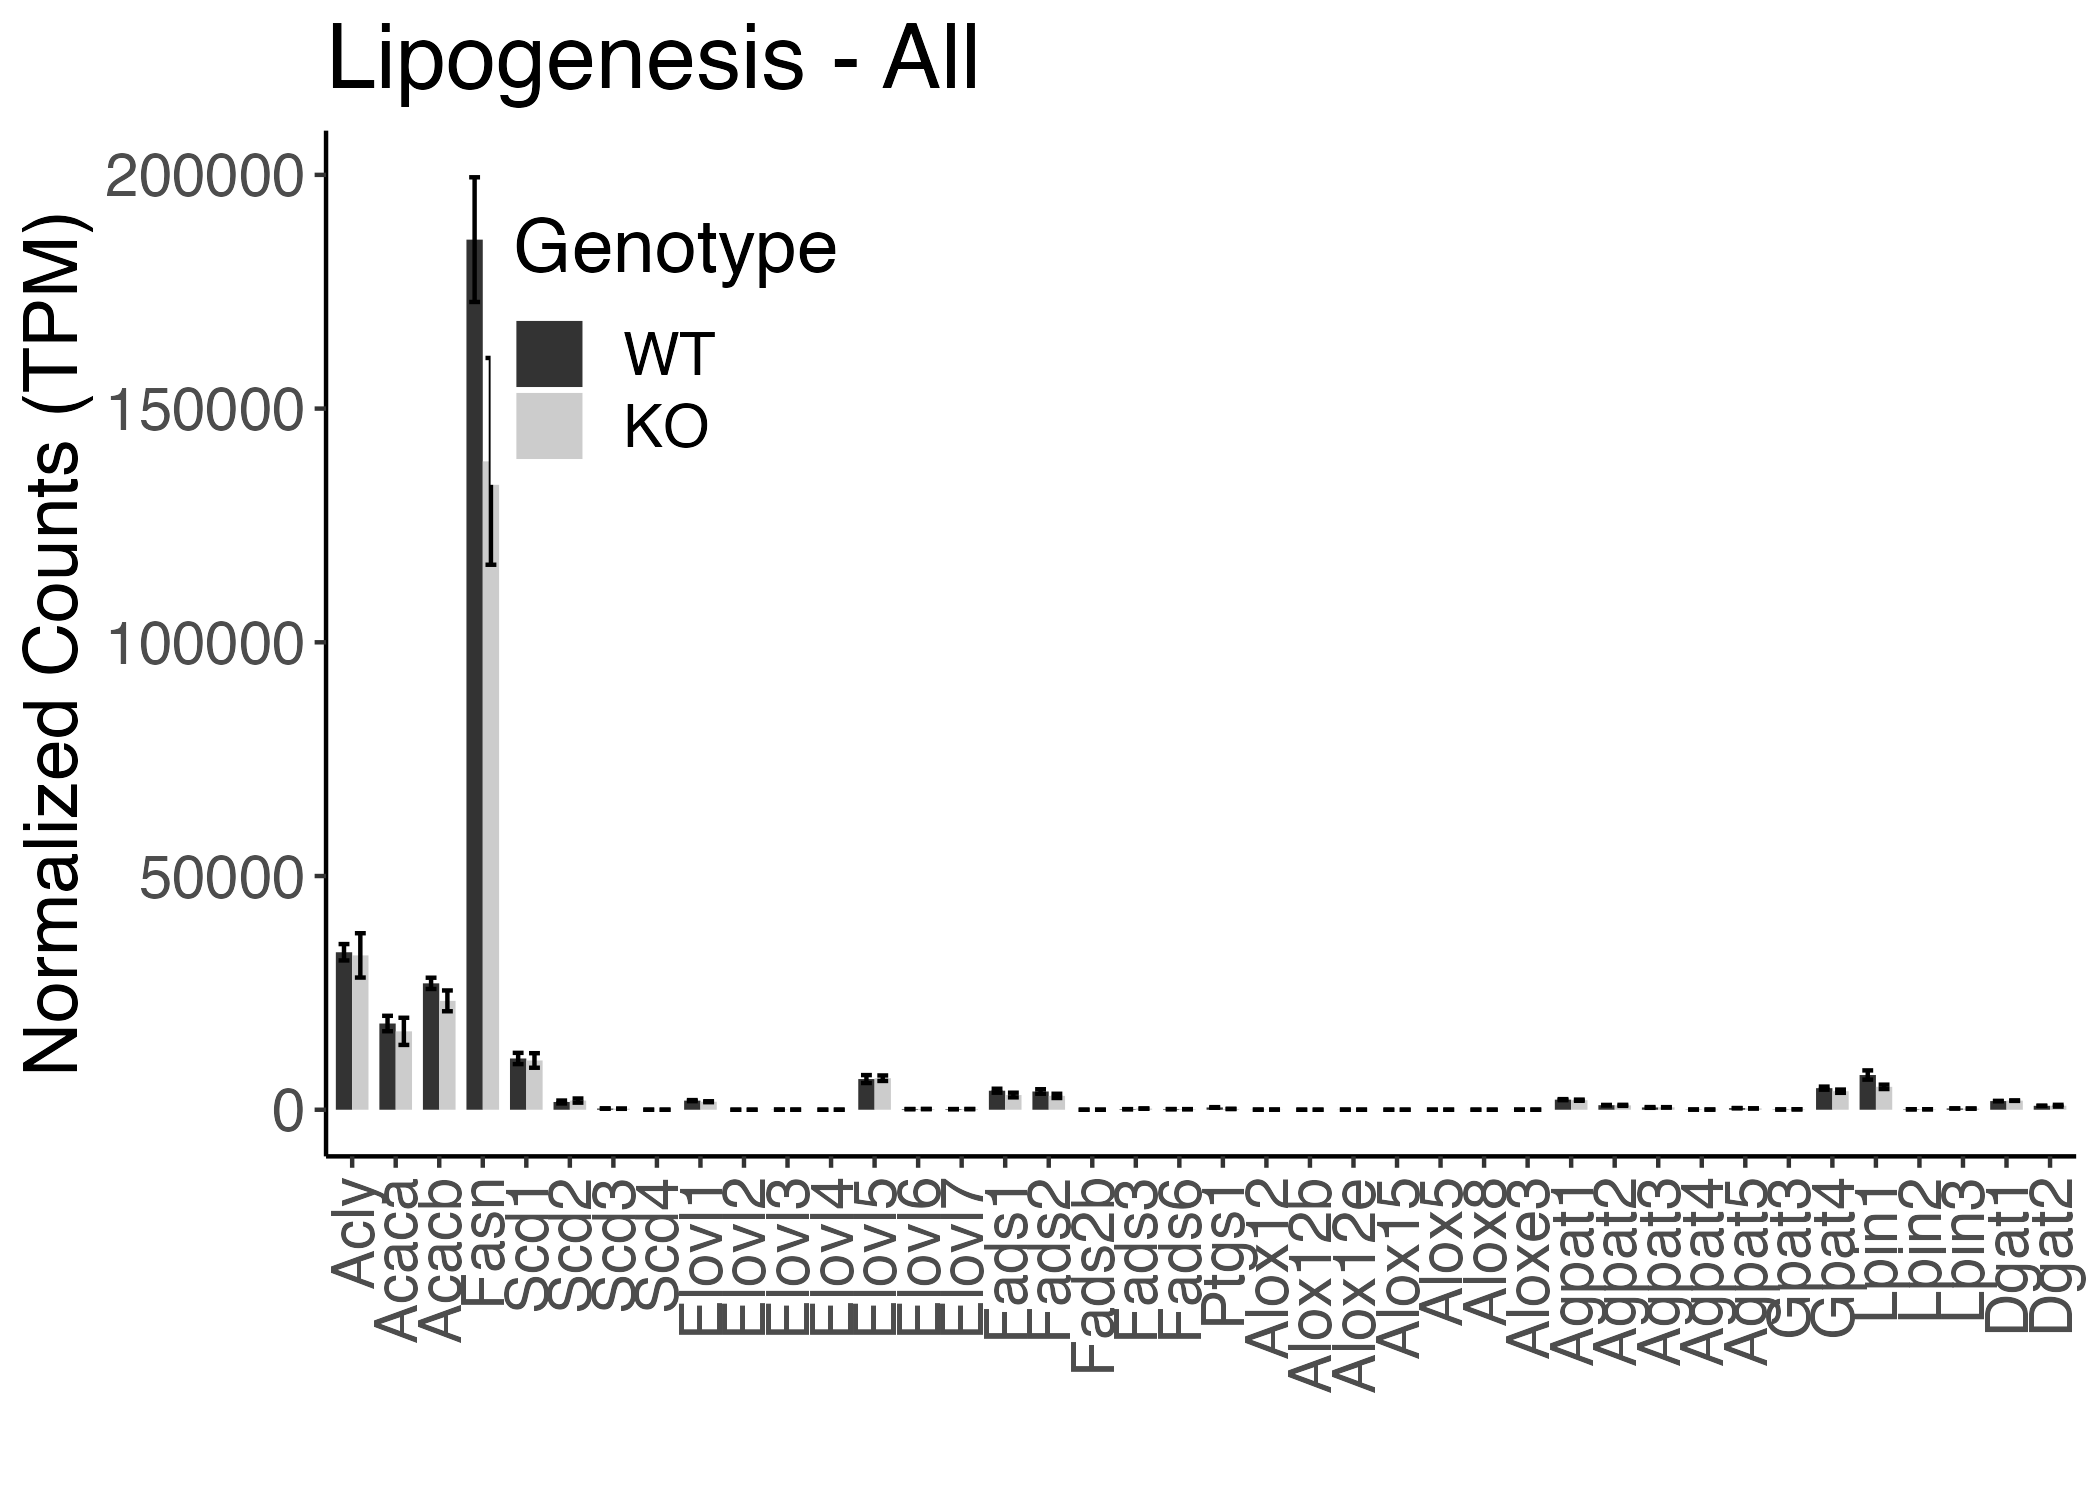 Lipogenesis - All
Normalized Counts (TPM)
200000
150000
100000
50000
0
Genotype
WT
KO
Acly
Acaca
Acacb
Fasn
Scd1
Scd2
Scd3
Scd4
Elovl1
Elovl2
Elovl3
Elovl4
Elovl5
Elovl6
Elovl7
Fads1
Fads2
Fads2b
Fads3
Fads6
Ptgs1
Alox12
Alox12b
Alox12e
Alox15
Alox5
Alox8
Aloxe3
Agpat1
Agpat2
Agpat3
Agpat4
Agpat5
Gpat3
Gpat4
Lpin1
Lpin2
Lpin3
Dgat1
Dgat2